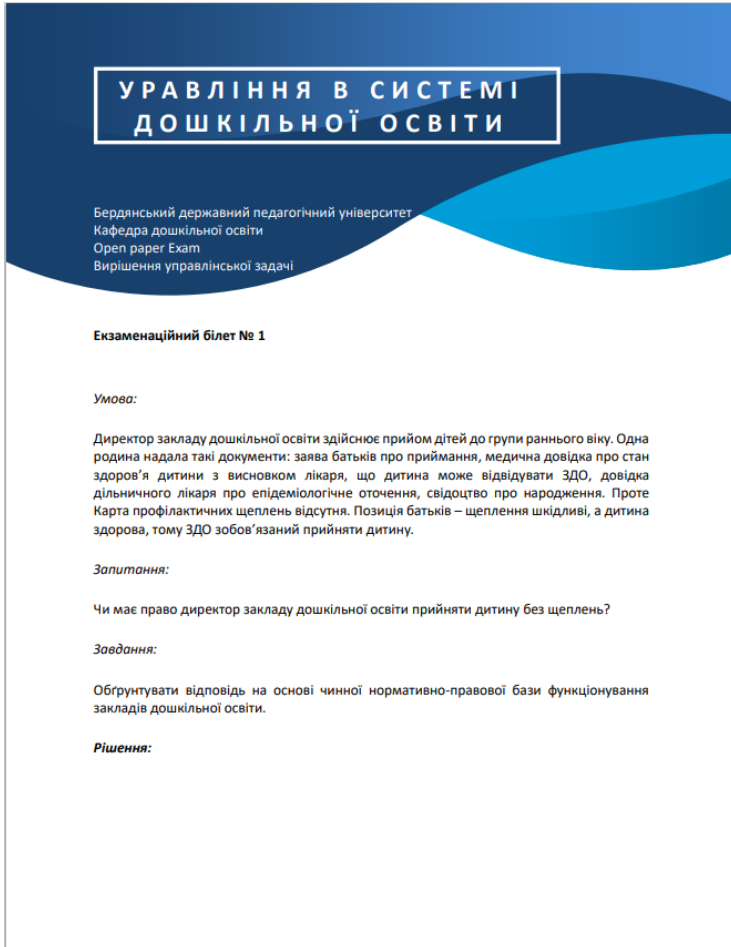 УРАВЛІННЯ В СИСТЕМІ
ДОШКІЛЬНОЇ ОСВІТИ
Бердянський державний педагогічний університет
Кафедра дошкільної освіти
Open paper Exam
Вирішення управлінської задачі
Екзаменаційний білет № 1
Умова:
Директор закладу дошкільної освіти здійснює прийом дітей до групи раннього віку. Одна
родина надала такі документи: заява батьків про приймання, медична довідка про стан
здоров’я дитини з висновком лікаря, що дитина може відвідувати ЗДО, довідка
дільничного лікаря про епідеміологічне оточення, свідоцтво про народження. Проте
Карта профілактичних щеплень відсутня. Позиція батьків – щеплення шкідливі, а дитина
здорова, тому ЗДО зобов’язаний прийняти дитину.
Запитання:
Чи має право директор закладу дошкільної освіти прийняти дитину без щеплень?
Завдання:
Обґрунтувати відповідь на основі чинної нормативно-правової бази функціонування
закладів дошкільної освіти.
Рішення: